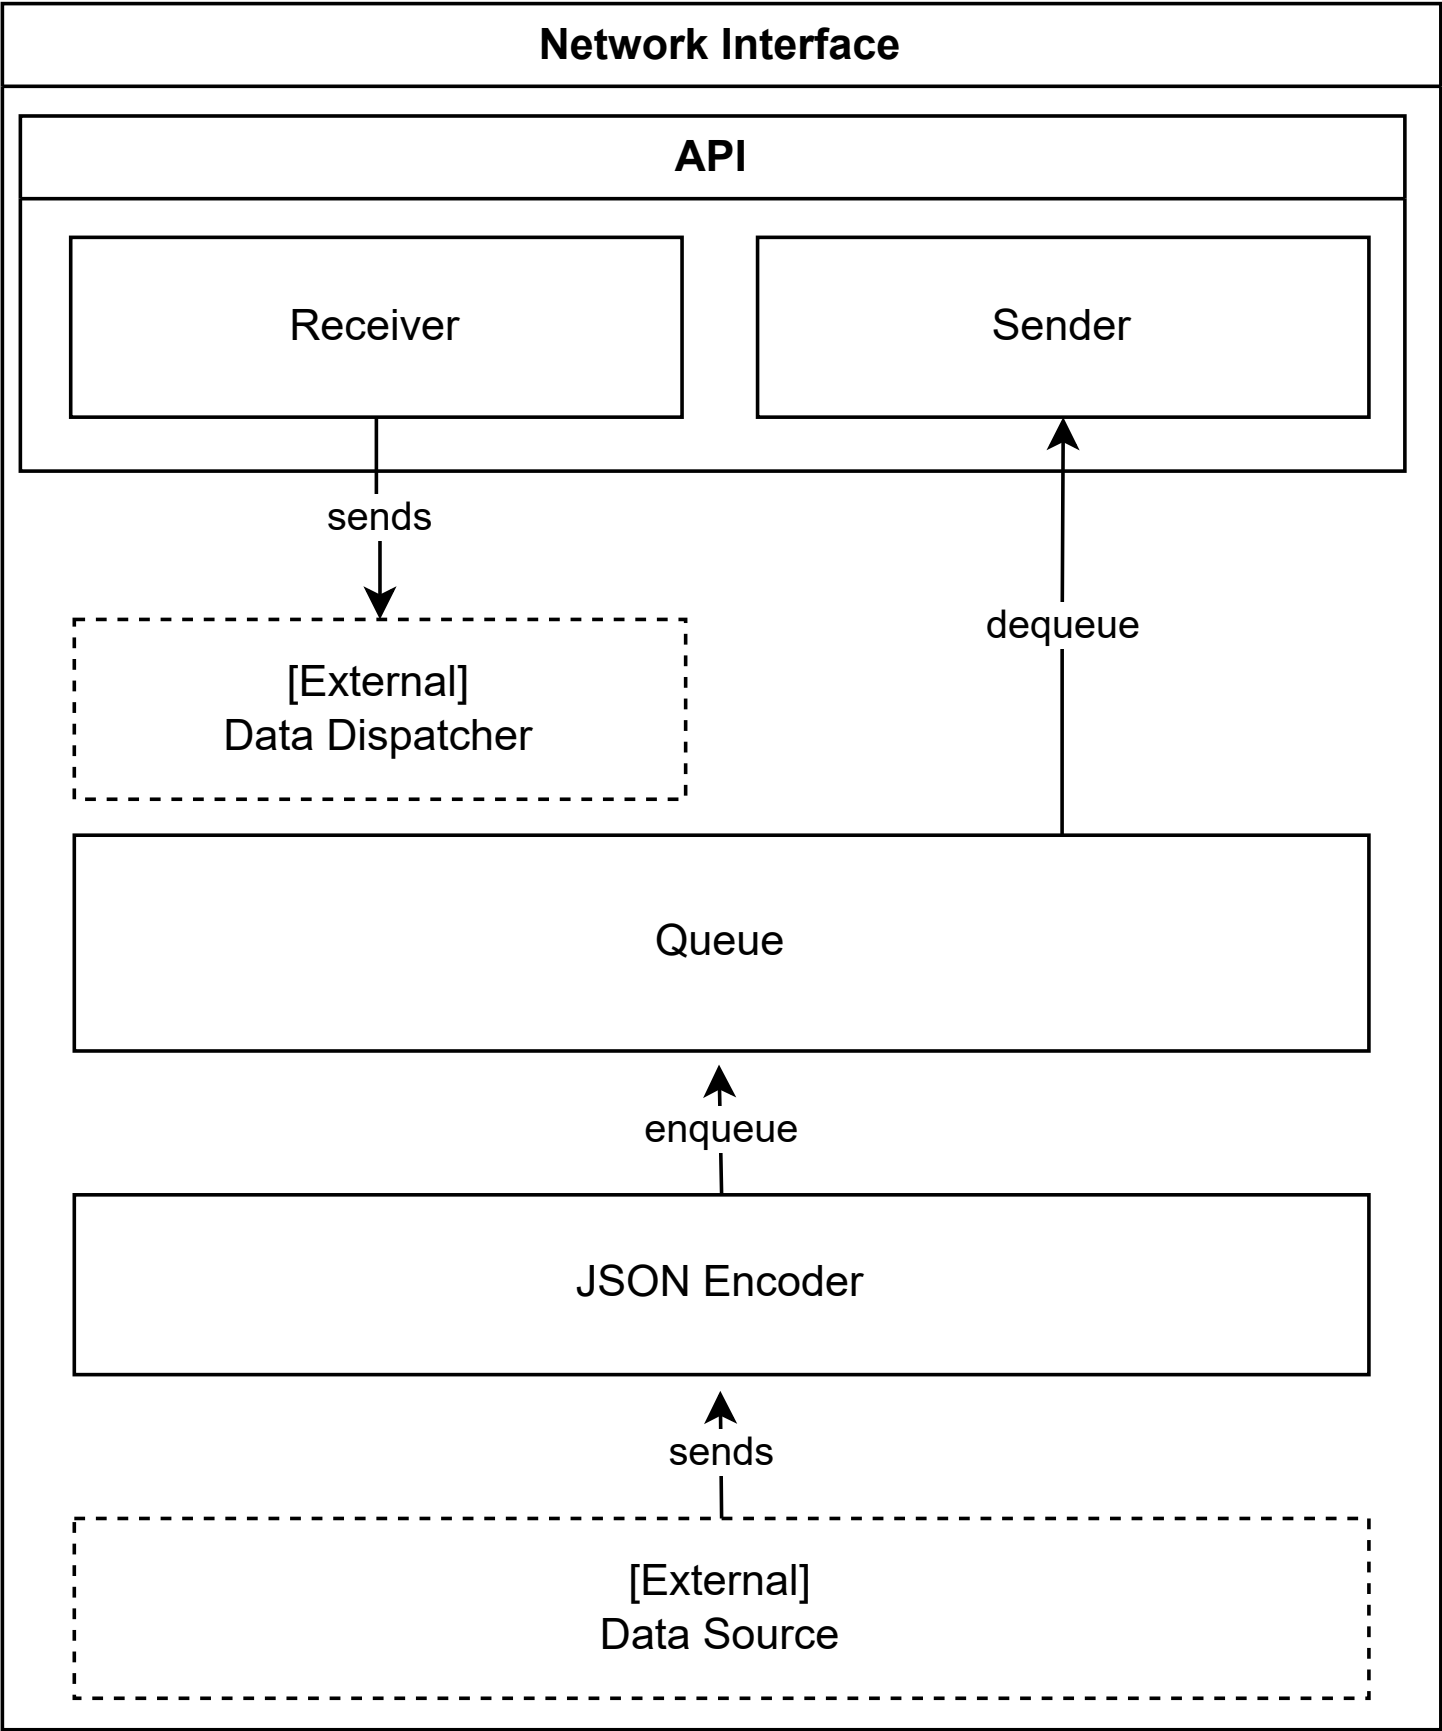 Network Interface
API
Receiver
Sender
sends
dequeue
[External]
Data Dispatcher
Queue
enqueue
JSON Encoder
sends
[External]
Data Source